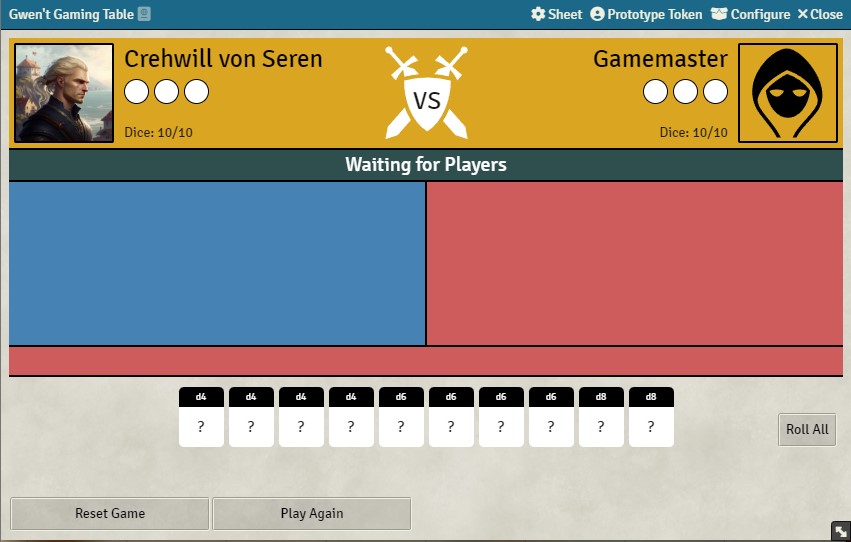 Gwen't Gaming Table
Sheet Prototype Token Configure Close
Crehwill von Seren
Dice: 10/10
VS
Gamemaster
Dice: 10/10
Waiting for Players
d4 d4 d4 d4 d6 d6 d6 d6 d8 d8
? ? ? ? ? ? ? ? ? ?
Roll All
Reset Game Play Again